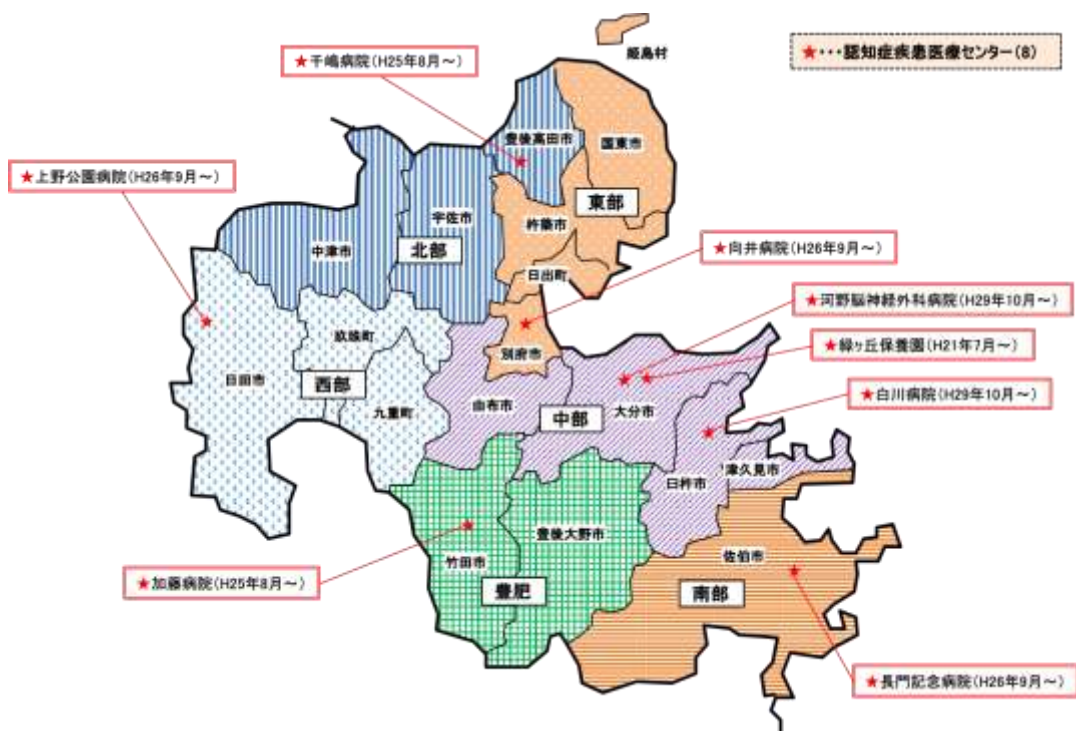 姫島村
★・・・認知症疾患医療センター(8)
★千嶋病院(H25年8月～)
豊後高田市
国東市
★上野公園病院(H26年9月～)
東部
宇佐市
杵築市
北部
中津市
★向井病院(H26年9月～)
日出町
★河野脳神経外科病院(H29年10月～)
玖珠町
別府市
★緑ヶ丘保養園(H21年7月～)
日田市
西部
九重町
由布市
中部
大分市
★白川病院(H29年10月～)
津久見市
臼杵市
豊後大野市
佐伯市
竹田市
★加藤病院(H25年8月～)
豊肥
南部
★長門記念病院(H26年9月～)